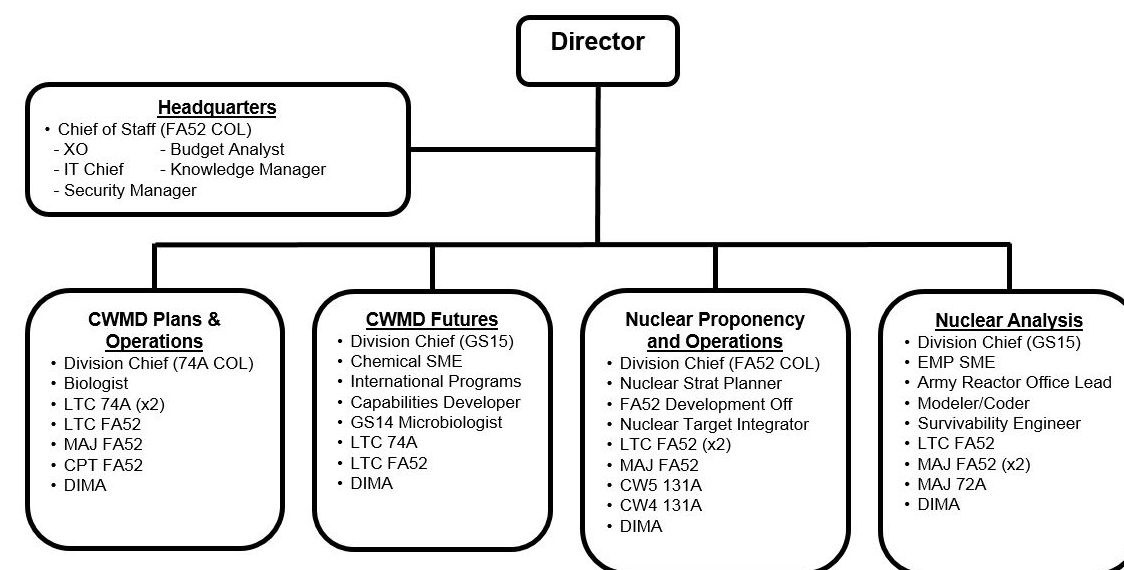 Director
Headquarters
• Chief of Staff (FA52 COL)
- XO - Budget Analyst
- IT Chief - Knowledge Manager
- Security Manager
CWMD Plans &
Operations
• Division Chief (74A COL)
• Biologist
• LTC 74A (x2)
• LTC FA52
• MAJ FA52
• CPT FA52
• DIMA
CWMD Futures
• Division Chief (GS15)
• Chemical SME
• International Programs
• Capabilities Developer
• GS14 Microbiologist
• LTC 74A
• LTC FA52
• DIMA
Nuclear Proponency
and Operations
• Division Chief (FA52 COL)
• Nuclear Strat Planner
• FA52 Development Off
• Nuclear Target Integrator
• LTC FA52 (x2)
• MAJ FA52
• CW5 131A
• CW4 131A
• DIMA
Nuclear Analysis
• Division Chief (GS15)
• EMP SME
• Army Reactor Office Lead
• Modeler/Coder
• Survivability Engineer
• LTC FA52
• MAJ FA52 (x2)
• MAJ 72A
• DIMA